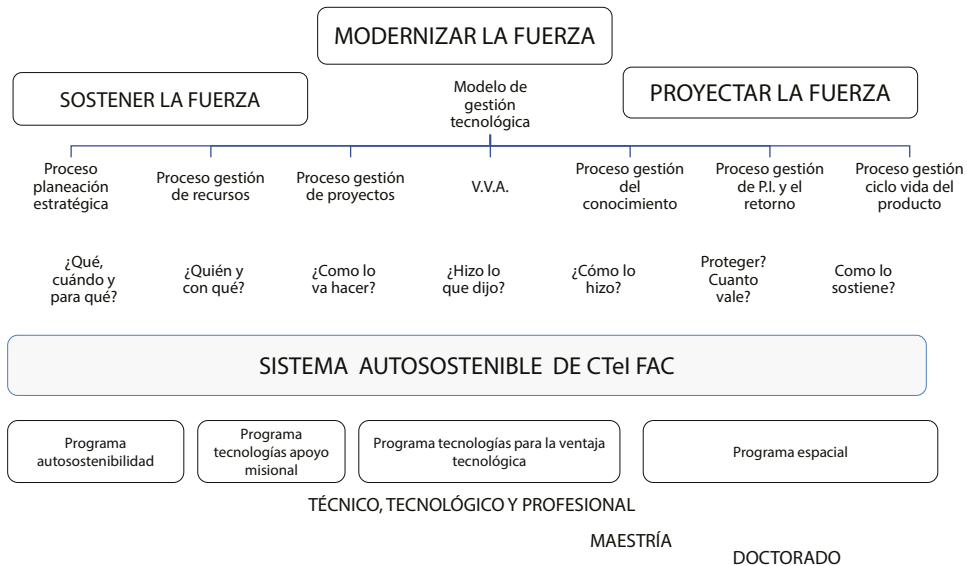 MODERNIZAR LA FUERZA
SOSTENER LA FUERZA
PROYECTAR LA FUERZA
Modelo de
gestión
tecnológica
Proceso
planeación
estratégica
Proceso gestión
de recursos
Proceso gestión
de proyectos
V.V.A.
Proceso gestión
del
conocimiento
Proceso gestión
de P.I. y el
retorno
Proceso gestión
ciclo vida del
producto
¿Qué,
cuándo y
para qué?
¿Quién y
con qué?
¿Como lo
va hacer?
¿Hizo lo
que dijo?
¿Cómo lo
hizo?
Proteger?
Cuanto
vale?
Como lo
sostiene?
SISTEMA AUTOSOSTENIBLE DE CTeI FAC
Programa
autosostenibilidad
Programa
tecnologías apoyo
misional
Programa tecnologías para la ventaja
tecnológica
Programa espacial
TÉCNICO, TECNOLÓGICO Y PROFESIONAL
MAESTRÍA
DOCTORADO